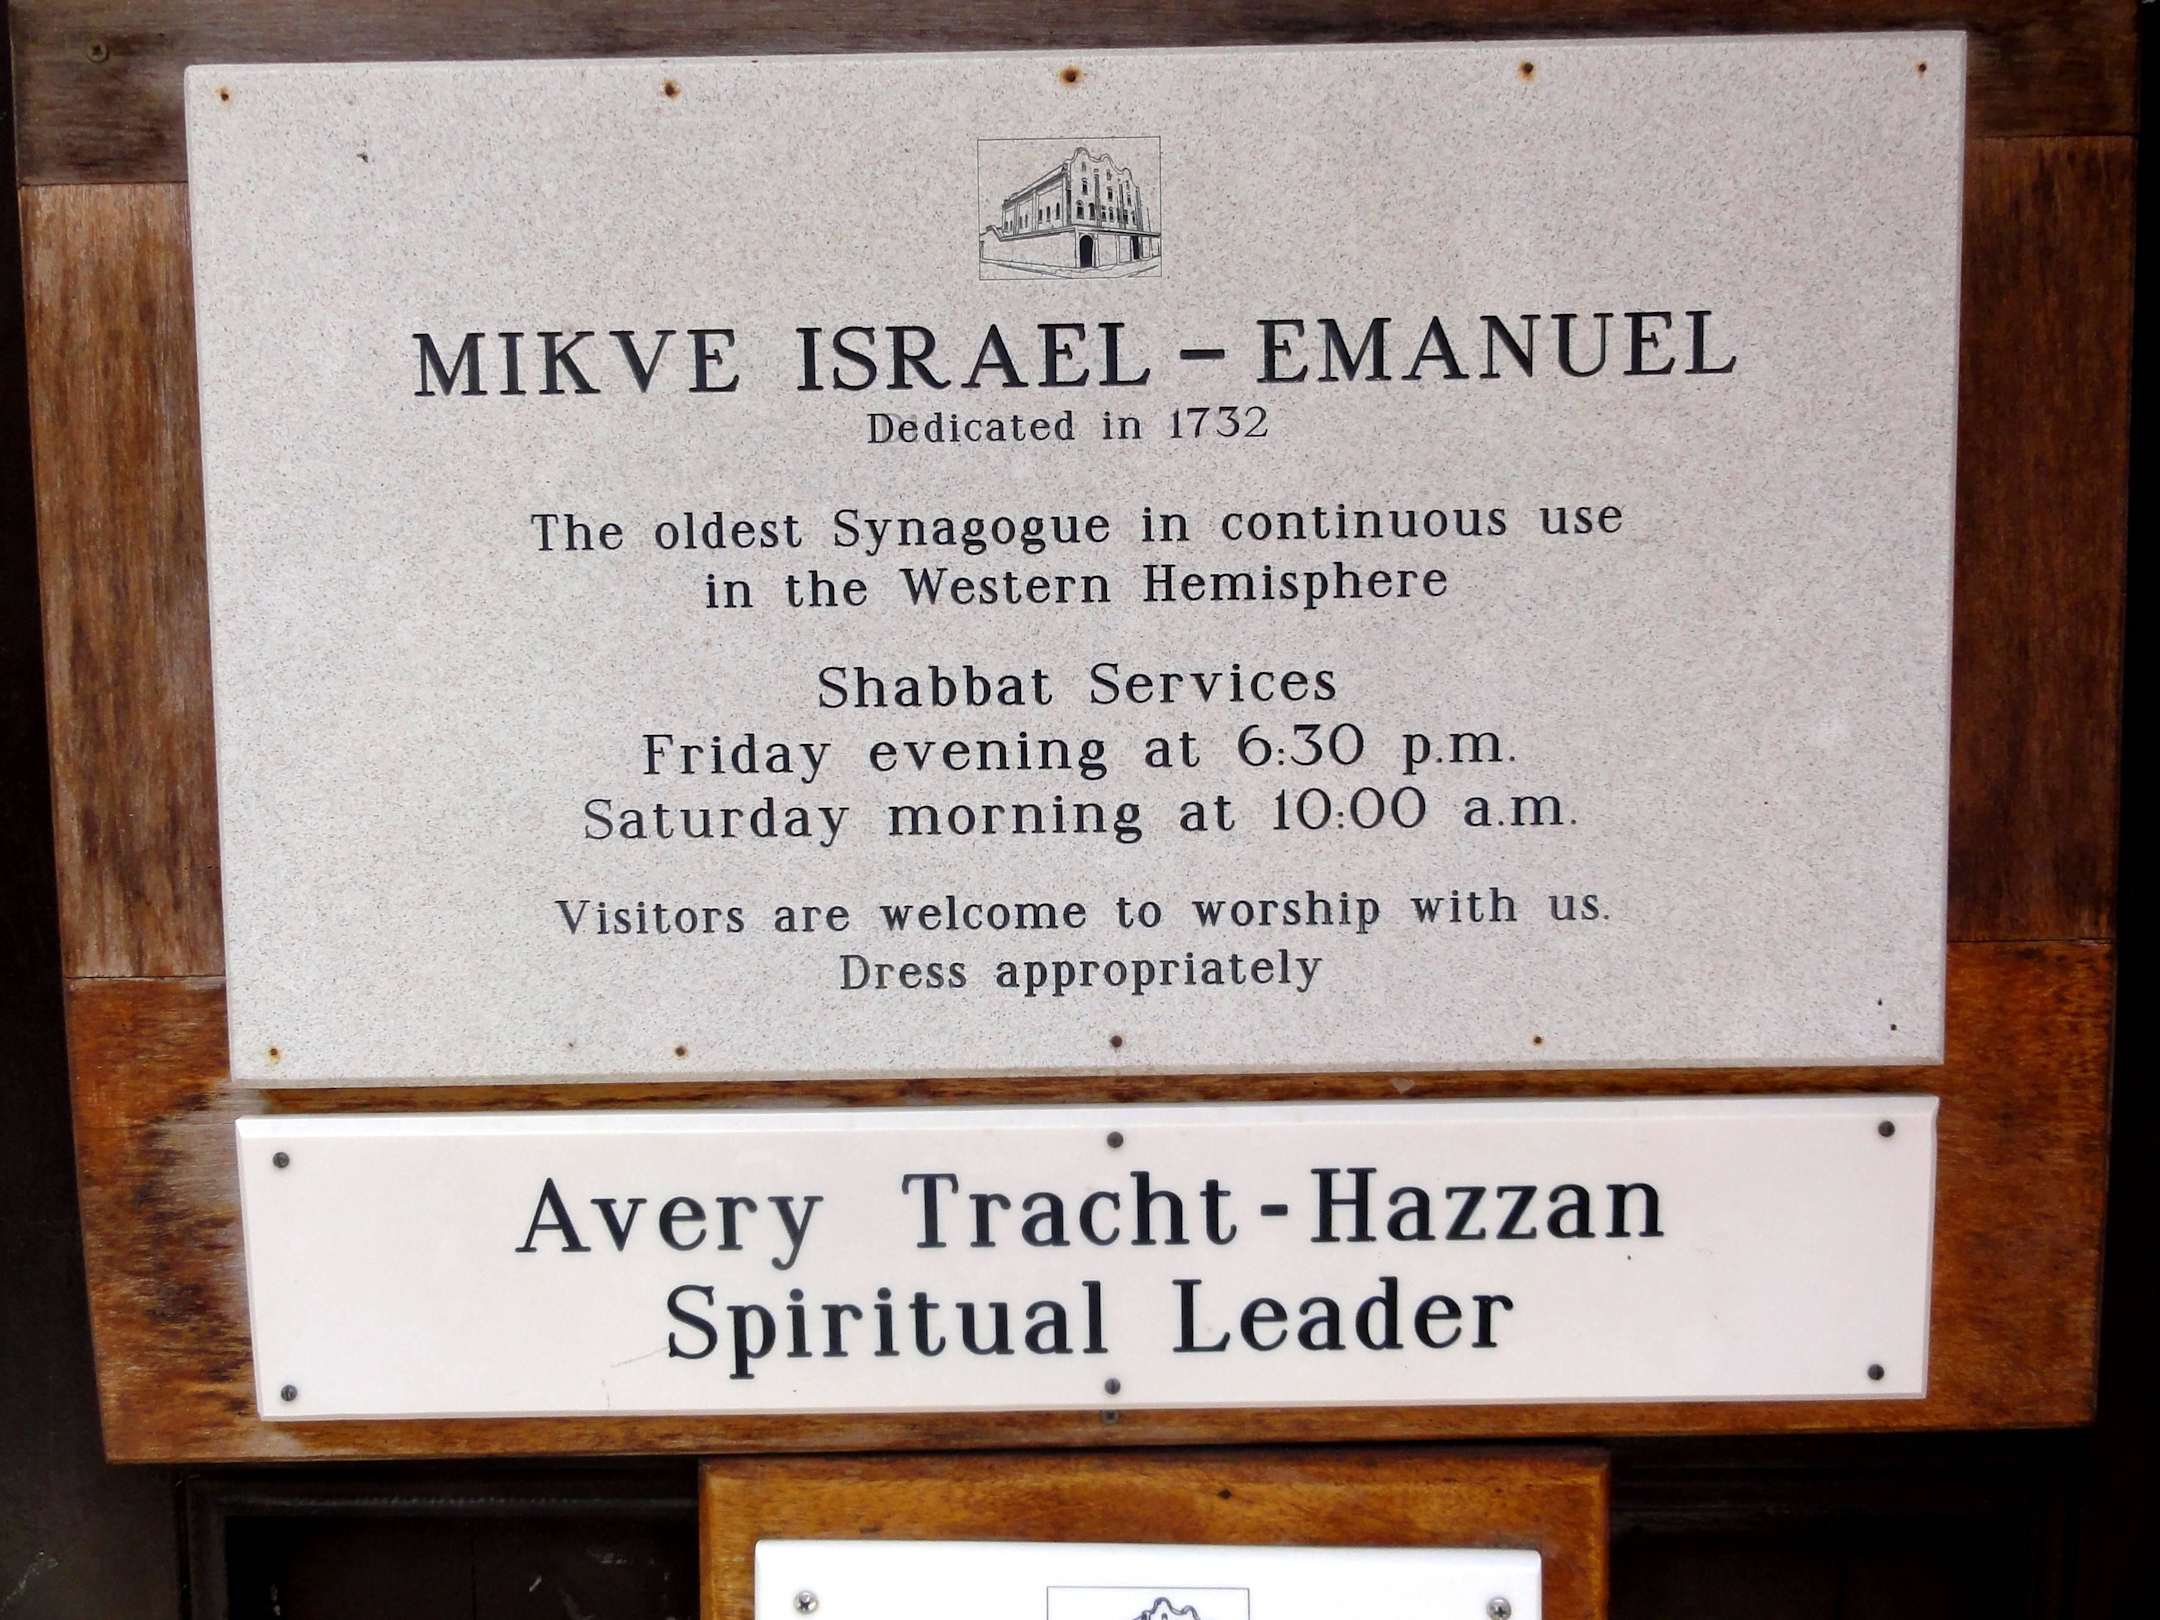 MIKVE ISRAEL – EMANUEL
Dedicated in 1732
The oldest Synagogue in continuous use
in the Western Hemisphere
Shabbat Services
Friday evening at 6:30 p.m.
Saturday morning at 10:00 a.m.
Visitors are welcome to worship with us.
Dress appropriately
Avery Tracht-Hazzan
Spiritual Leader